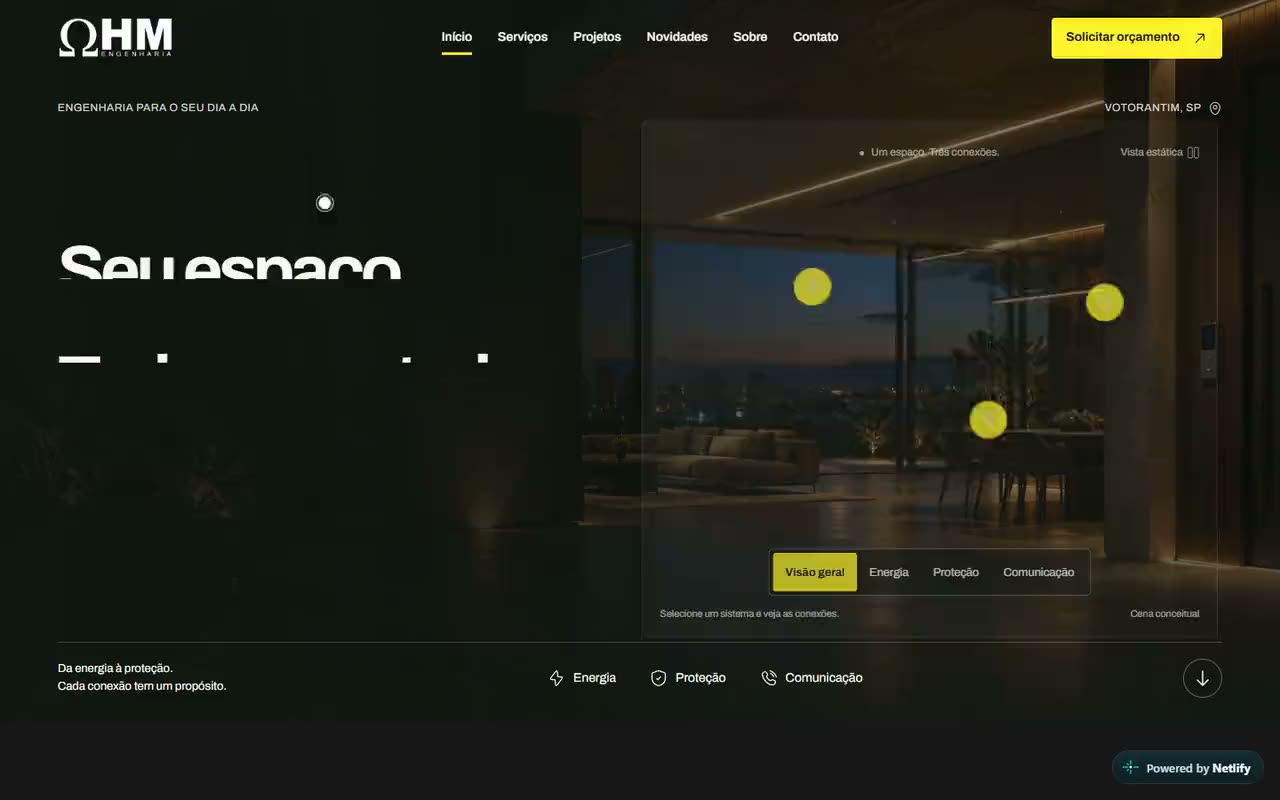 ΩHM
ENGENHARIA
Início
Serviços
Projetos
Novidades
Sobre
Contato
Solicitar orçamento
ENGENHARIA PARA O SEU DIA A DIA
VOTORANTIM, SP
Um espaço. Três conexões.
Vista estática
Seu espaço
Visão geral
Energia
Proteção
Comunicação
Selecione um sistema e veja as conexões.
Cena conceitual
Da energia à proteção.
Cada conexão tem um propósito.
Energia
Proteção
Comunicação
Powered by Netlify